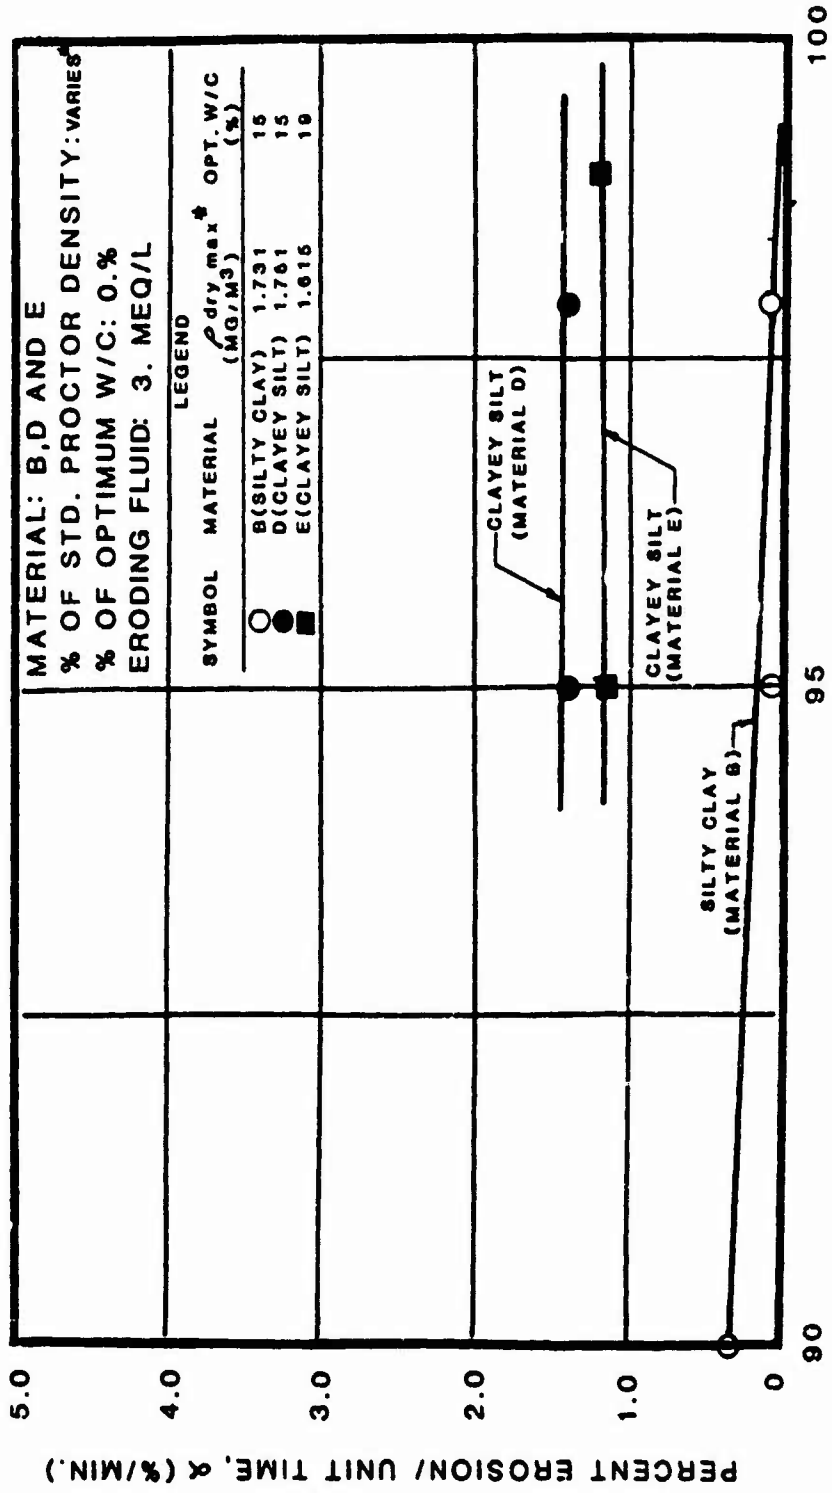 MATERIAL: B,D AND E
% OF STD. PROCTOR DENSITY: VARIES*
% OF OPTIMUM W/C: 0.%
ERODING FLUID: 3. MEQ/L
LEGEND
SYMBOL MATERIAL ρ dry max* (MG/M3) OPT. W/C (%)
B(SILTY CLAY) 1.731 15
D(CLAYEY SILT) 1.761 15
E(CLAYEY SILT) 1.615 19
CLAYEY SILT
(MATERIAL D)
CLAYEY SILT
(MATERIAL E)
SILTY CLAY
(MATERIAL B)
5.0
4.0
3.0
2.0
1.0
0
90
95
100
PERCENT EROSION/ UNIT TIME, α (%/MIN.)